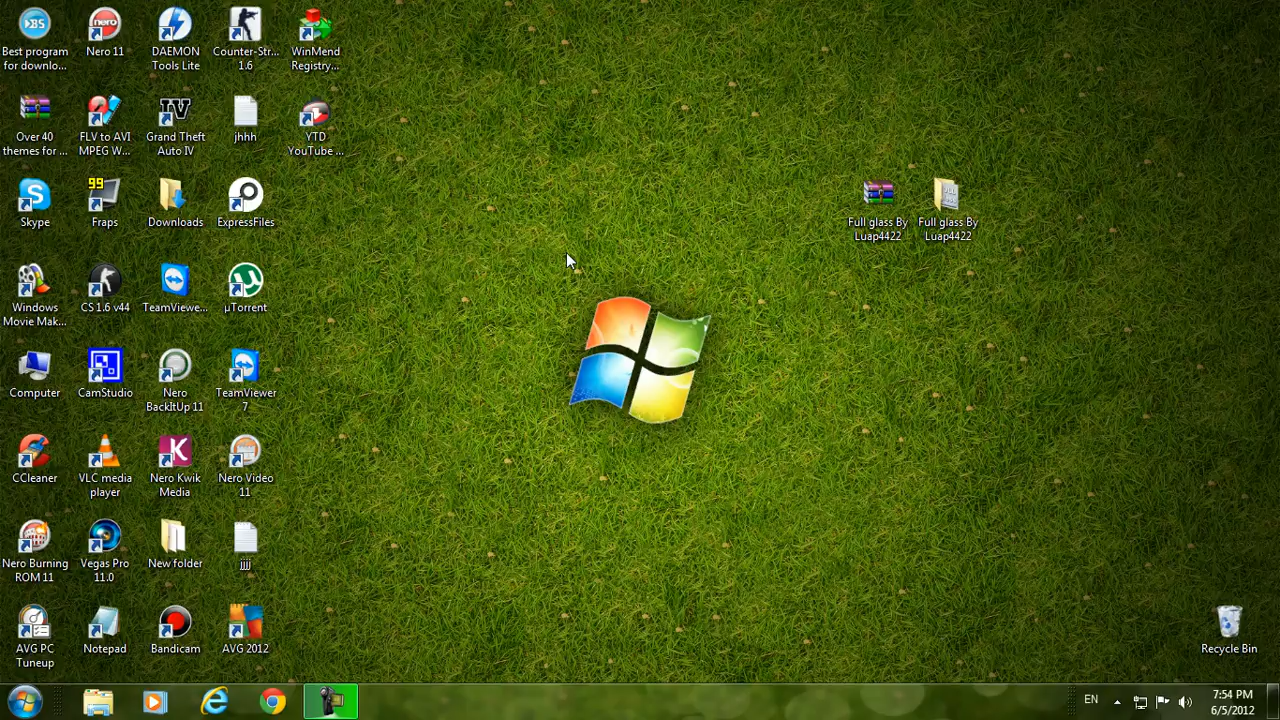 Best program
for downlo...
Nero 11
DAEMON
Tools Lite
Counter-Str...
1.6
WinMend
Registry...
Over 40
themes for ...
FLV to AVI
MPEG W...
IV
Grand Theft
Auto IV
jhhh
YTD
YouTube ...
Skype
99
Fraps
Downloads
ExpressFiles
Full glass By
Luap4422
Full glass By
Luap4422
Windows
Movie Mak...
CS 1.6 v44
TeamViewe...
µTorrent
Computer
CamStudio
Nero
BackItUp 11
TeamViewer
7
CCleaner
VLC media
player
K
Nero Kwik
Media
Nero Video
11
Nero Burning
ROM 11
Vegas Pro
11.0
New folder
jjjj
AVG PC
Tuneup
Notepad
Bandicam
AVG 2012
Recycle Bin
EN
7:54 PM
6/5/2012